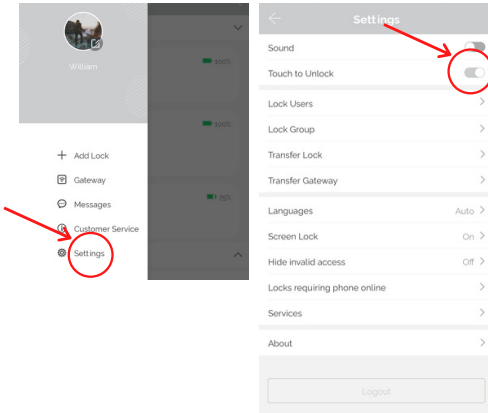 William
100%
100%
75%
Add Lock
Gateway
Messages
Customer Service
Settings
Settings
Sound
Touch to Unlock
Lock Users
Lock Group
Transfer Lock
Transfer Gateway
Languages Auto
Screen Lock On
Hide invalid access Off
Locks requiring phone online
Services
About
Logout